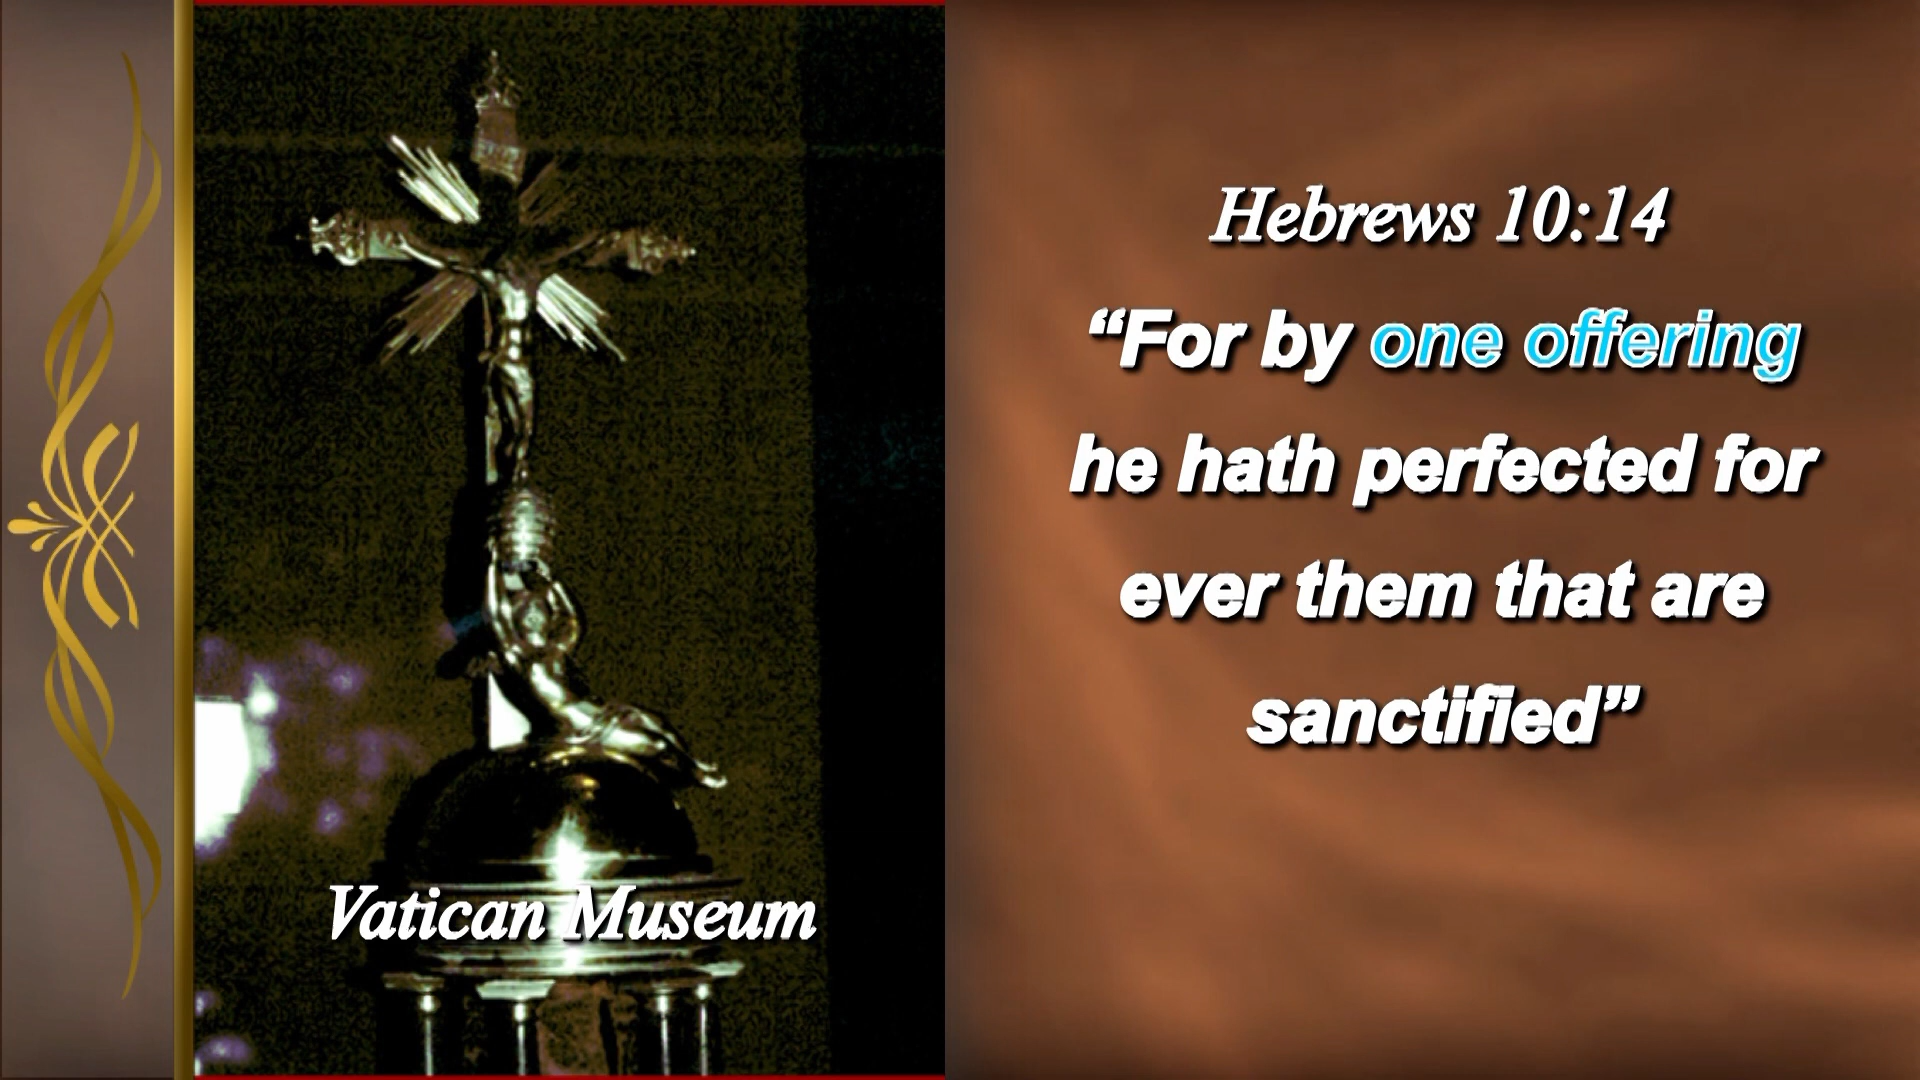 Hebrews 10:14
“For by one offering
he hath perfected for
ever them that are
sanctified”
Vatican Museum